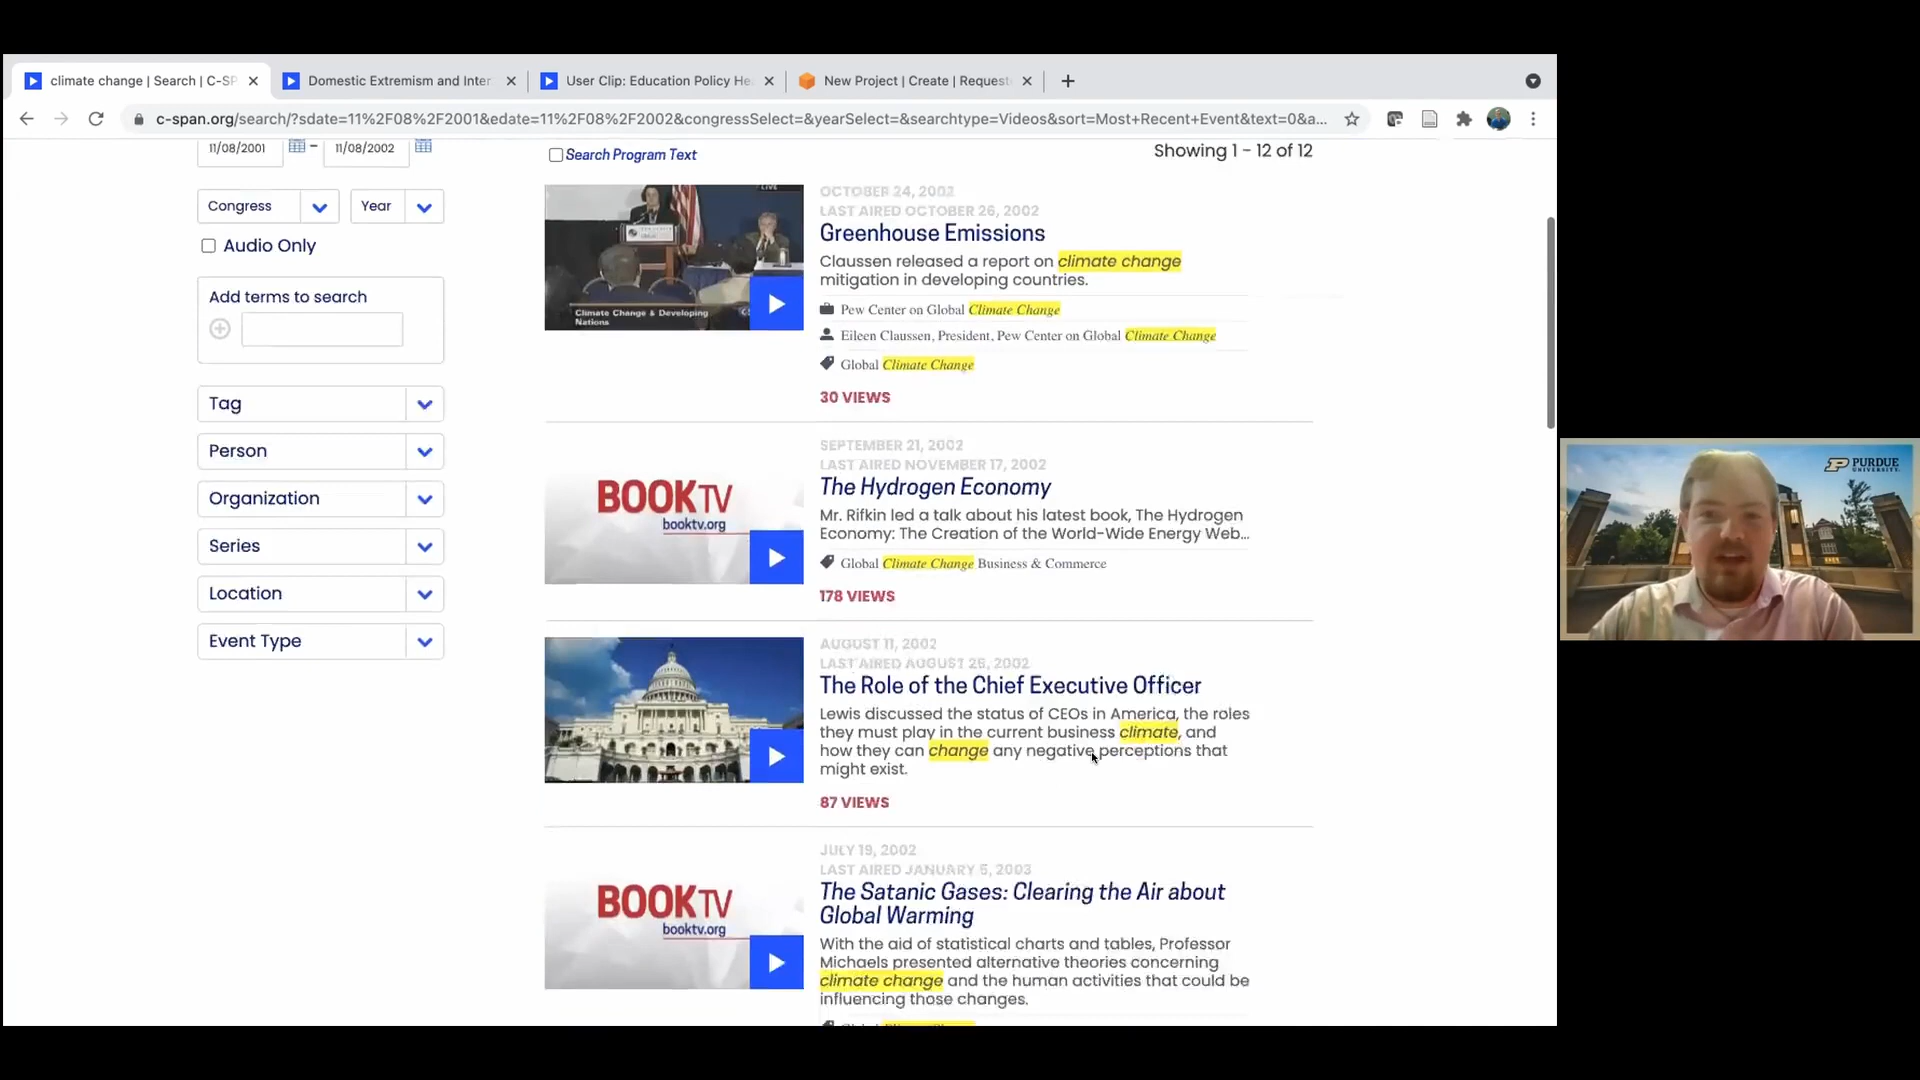 climate change | Search | C-SP
Domestic Extremism and Inter
User Clip: Education Policy He
New Project | Create | Request
c-span.org/search/?sdate=11%2F08%2F2001&edate=11%2F08%2F2002&congressSelect=&yearSelect=&searchtype=Videos&sort=Most+Recent+Event&text=0&a...
11/08/2001 – 11/08/2002
Congress
Year
Audio Only
Add terms to search
Tag
Person
Organization
Series
Location
Event Type
Search Program Text
Showing 1 - 12 of 12
LIVE
Climate Change & Developing
Nations
OCTOBER 24, 2002
LAST AIRED OCTOBER 26, 2002
Greenhouse Emissions
Claussen released a report on climate change
mitigation in developing countries.
Pew Center on Global Climate Change
Eileen Claussen, President, Pew Center on Global Climate Change
Global Climate Change
30 VIEWS
BOOKTV
booktv.org
SEPTEMBER 21, 2002
LAST AIRED NOVEMBER 17, 2002
The Hydrogen Economy
Mr. Rifkin led a talk about his latest book, The Hydrogen
Economy: The Creation of the World-Wide Energy Web...
Global Climate Change Business & Commerce
178 VIEWS
AUGUST 11, 2002
LAST AIRED AUGUST 26, 2002
The Role of the Chief Executive Officer
Lewis discussed the status of CEOs in America, the roles
they must play in the current business climate, and
how they can change any negative perceptions that
might exist.
87 VIEWS
BOOKTV
booktv.org
JULY 19, 2002
LAST AIRED JANUARY 5, 2003
The Satanic Gases: Clearing the Air about
Global Warming
With the aid of statistical charts and tables, Professor
Michaels presented alternative theories concerning
climate change and the human activities that could be
influencing those changes.
PURDUE
UNIVERSITY